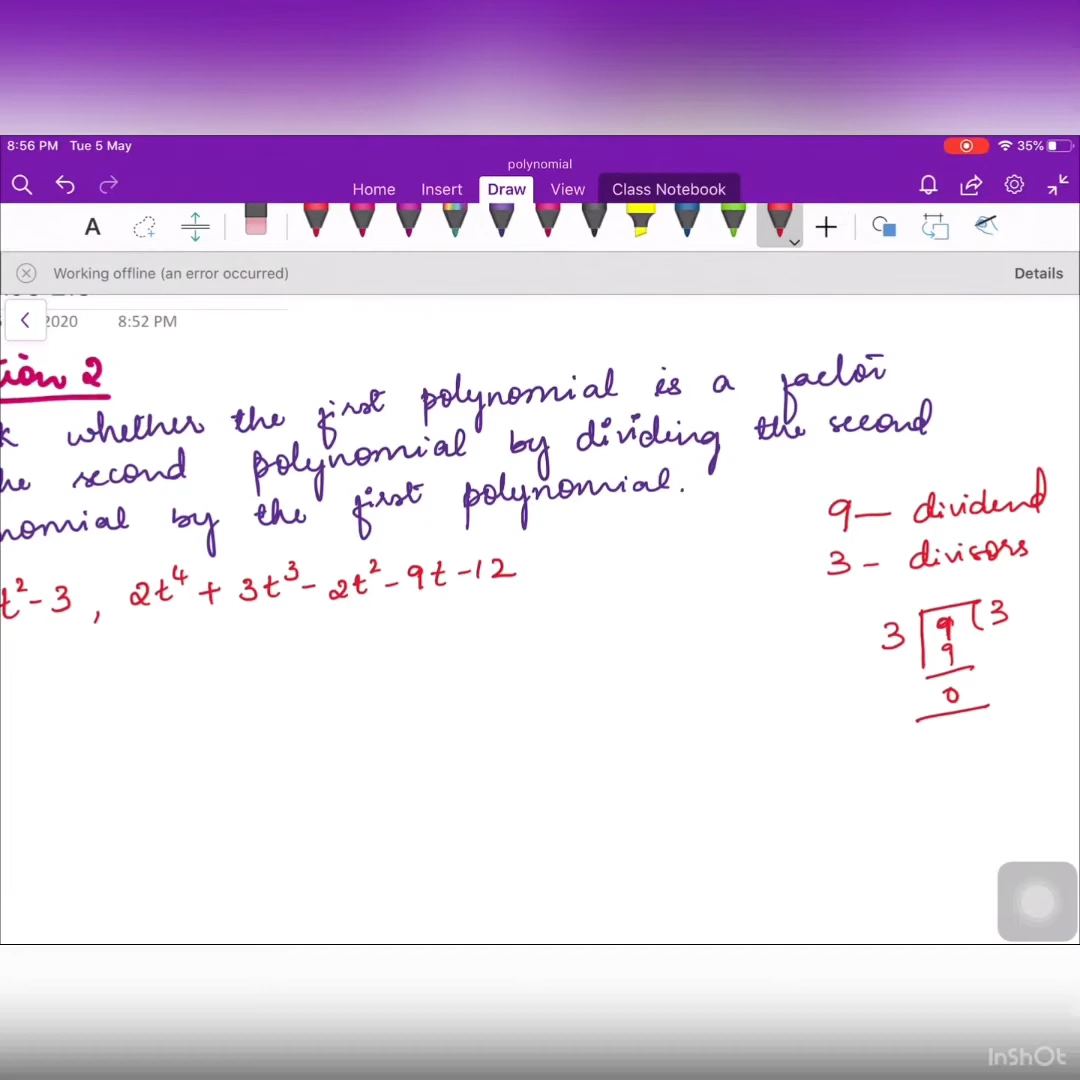 8:56 PM Tue 5 May
35%
polynomial
Home Insert Draw View Class Notebook
A
Working offline (an error occurred) Details
2020 8:52 PM
ion 2
k whether the first polynomial is a factor
he second polynomial by dividing the second
nomial by the first polynomial.
t² - 3 , 2t⁴ + 3t³ - 2t² - 9t - 12
9 — dividend
3 - divisors
3 9 ( 3
9
0
InShOt